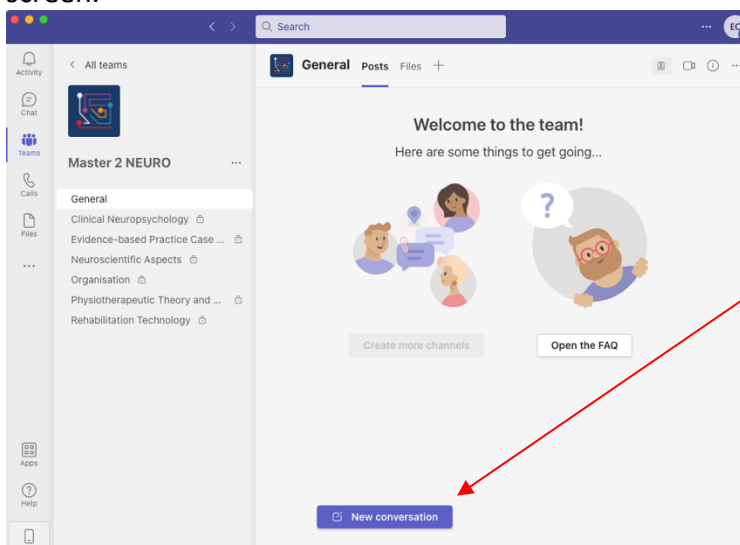 screen.
Search
EC
Activity
Chat
Teams
Calls
Files
Apps
Help
All teams
Master 2 NEURO
General
Clinical Neuropsychology
Evidence-based Practice Case ...
Neuroscientific Aspects
Organisation
Physiotherapeutic Theory and ...
Rehabilitation Technology
General Posts Files
Welcome to the team!
Here are some things to get going...
?
Create more channels
Open the FAQ
New conversation